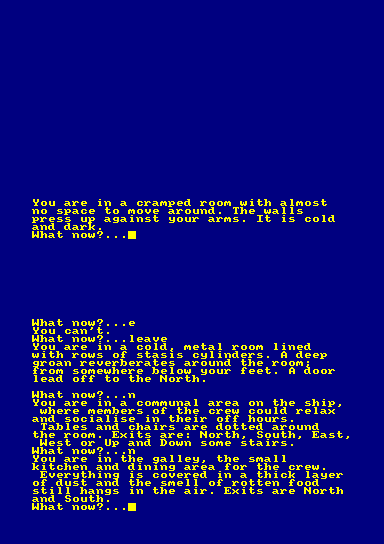 You are in a cramped room with almost
no space to move around. The walls
press up against your arms. It is cold
and dark.
What now?...
What now?...e
You can't.
What now?...leave
You are in a cold, metal room lined
with rows of stasis cylinders. A deep
groan reverberates around the room;
from somewhere below your feet. A door
lead off to the North.
What now?...n
You are in a communal area on the ship,
where members of the crew could relax
and socialise in their off hours.
Tables and chairs are dotted around
the room. Exits are: North, South, East,
West or Up and Down some stairs.
What now?...n
You are in the galley, the small
kitchen and dining area for the crew.
Everything is covered in a thick layer
of dust and the smell of rotten food
still hangs in the air. Exits are North
and South.
What now?...